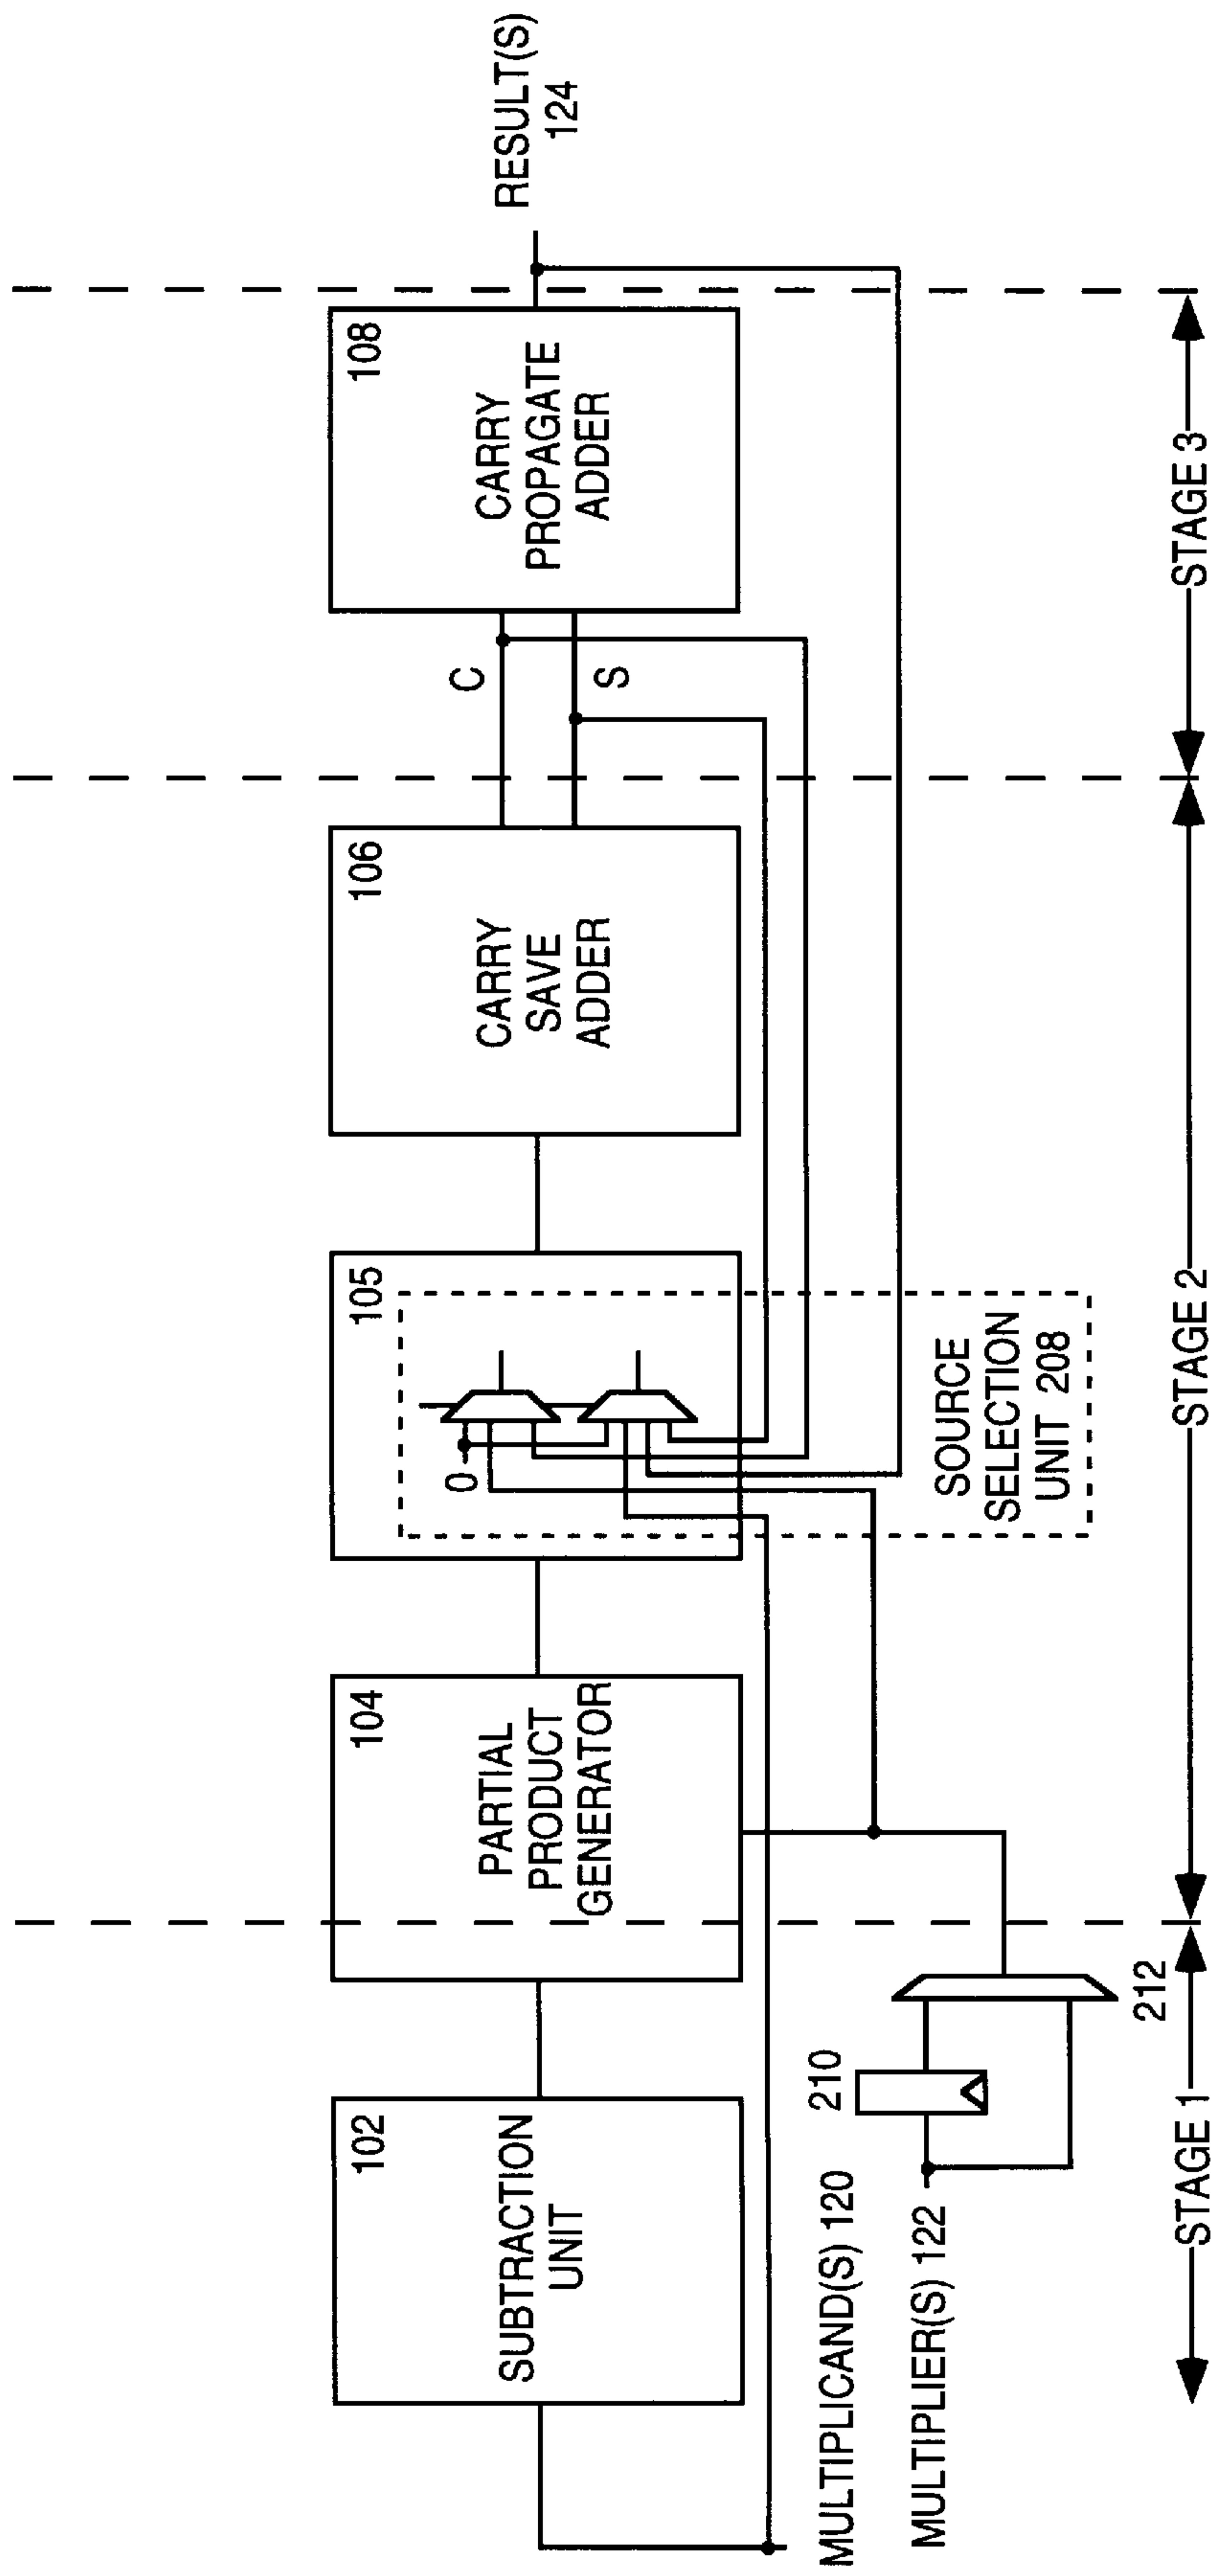 102
SUBTRACTION
UNIT
104
PARTIAL
PRODUCT
GENERATOR
105
0
SOURCE
SELECTION
UNIT 208
106
CARRY
SAVE
ADDER
C
S
108
CARRY
PROPAGATE
ADDER
RESULT(S)
124
MULTIPLICAND(S) 120
MULTIPLIER(S) 122
210
212
STAGE 1
STAGE 2
STAGE 3